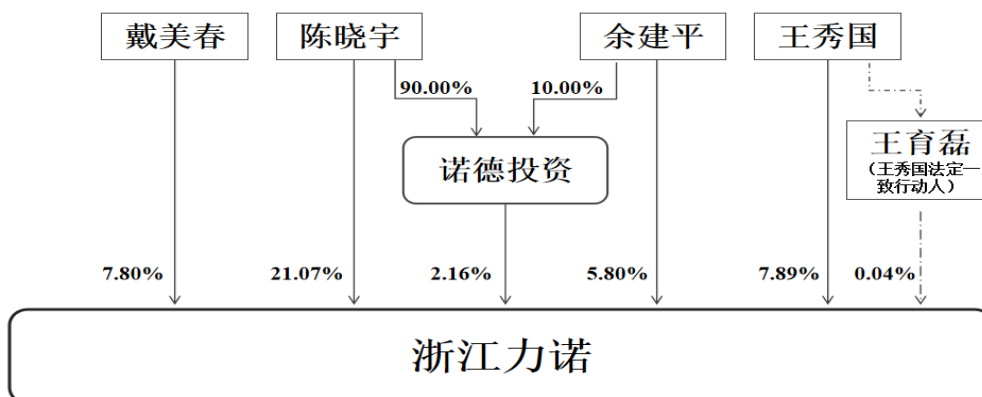 戴美春
陈晓宇
余建平
王秀国
90.00%
10.00%
诺德投资
王育磊
（王秀国法定一
致行动人）
7.80%
21.07%
2.16%
5.80%
7.89%
0.04%
浙江力诺